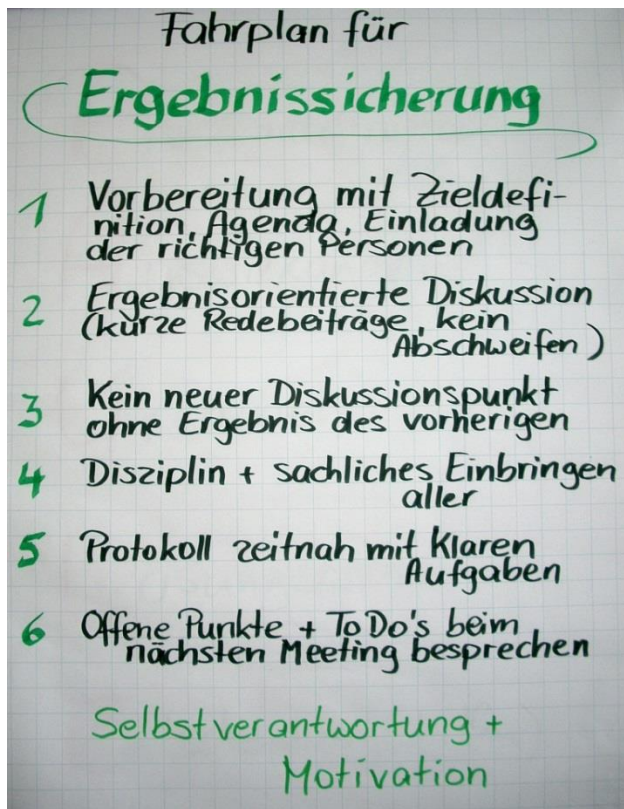 Fahrplan für
Ergebnissicherung
1 Vorbereitung mit Zieldefi-
nition, Agenda, Einladung
der richtigen Personen
2 Ergebnisorientierte Diskussion
(kurze Redebeiträge, kein
Abschweifen)
3 Kein neuer Diskussionspunkt
ohne Ergebnis des vorherigen
4 Disziplin + sachliches Einbringen
aller
5 Protokoll zeitnah mit Klaren
Aufgaben
6 Offene Punkte + ToDo's beim
nächsten Meeting besprechen
Selbstverantwortung +
Motivation